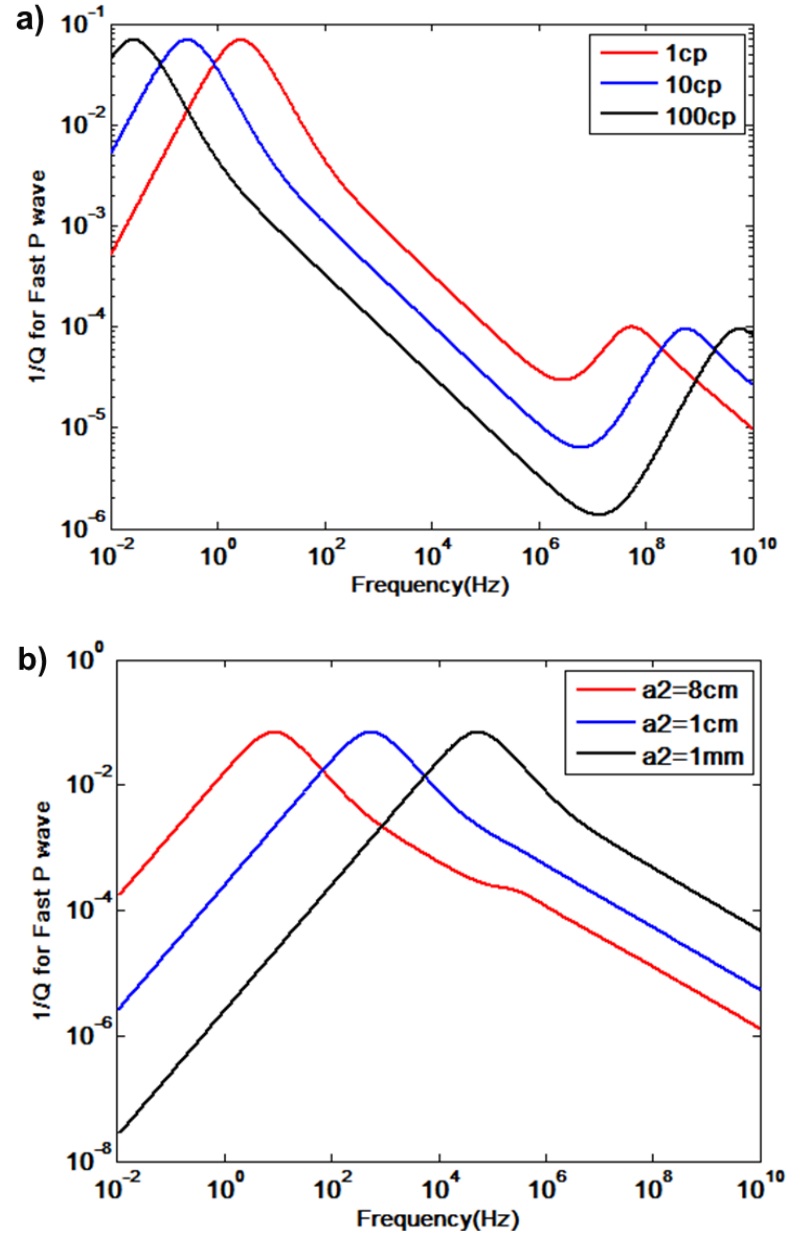 a)
10^-1
10^-2
10^-3
10^-4
10^-5
10^-6
1/Q for Fast P wave
1cp
10cp
100cp
10^-2 10^0 10^2 10^4 10^6 10^8 10^10
Frequency(Hz)
b)
10^0
10^-2
10^-4
10^-6
10^-8
1/Q for Fast P wave
a2=8cm
a2=1cm
a2=1mm
10^-2 10^0 10^2 10^4 10^6 10^8 10^10
Frequency(Hz)